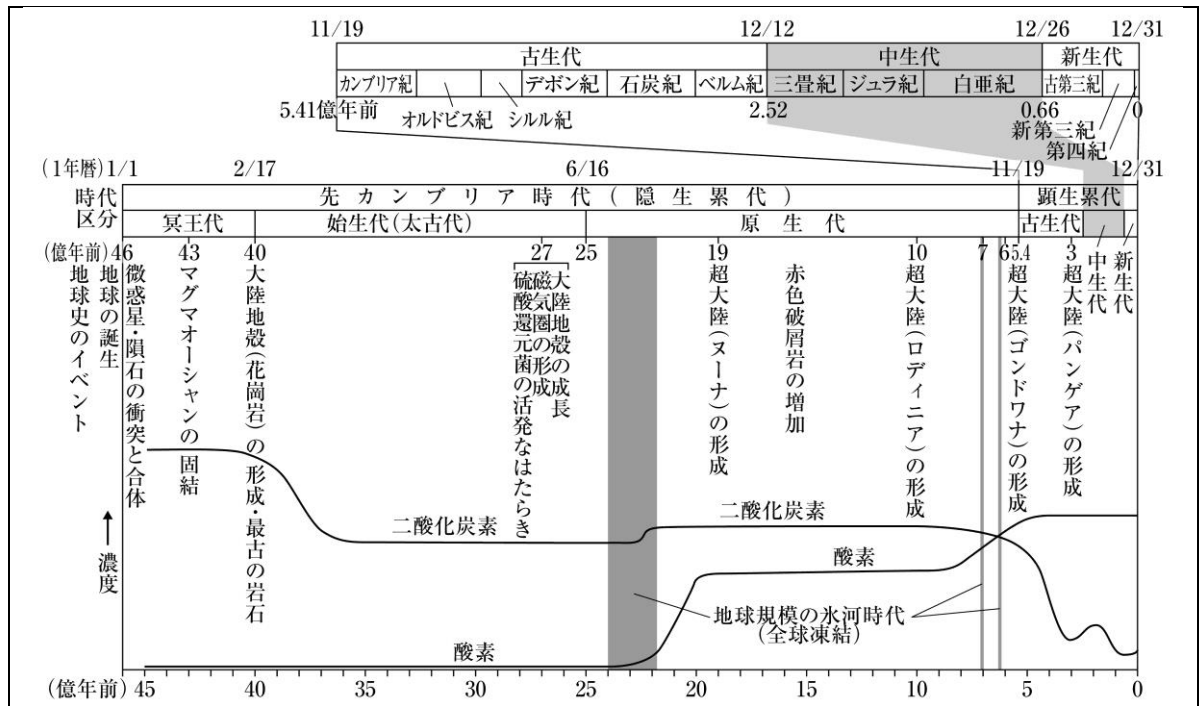 11/19 12/12 12/26 12/31
古生代 中生代 新生代
カンブリア紀 デボン紀 石炭紀 ペルム紀 三畳紀 ジュラ紀 白亜紀 古第三紀
5.41億年前 オルドビス紀 シルル紀 2.52 0.66 0
新第三紀
第四紀
(1年暦)1/1 2/17 6/16 11/19 12/31
時代区分 先カンブリア時代(隠生累代) 顕生累代
冥王代 始生代(太古代) 原生代 古生代
中生代
新生代
(億年前)46 43 40 27 25 19 10 7 6 5.4 3
地球史のイベント
地球の誕生
微惑星・隕石の衝突と合体
マグマオーシャンの固結
大陸地殻(花崗岩)の形成・最古の岩石
硫酸還元菌の活発なはたらき
磁気圏の形成
大陸地殻の成長
超大陸(ヌーナ)の形成
赤色砕屑岩の増加
超大陸(ロディニア)の形成
超大陸(ゴンドワナ)の形成
超大陸(パンゲア)の形成
濃度
二酸化炭素 二酸化炭素
酸素
地球規模の氷河時代
(全球凍結)
酸素
(億年前)45 40 35 30 25 20 15 10 5 0